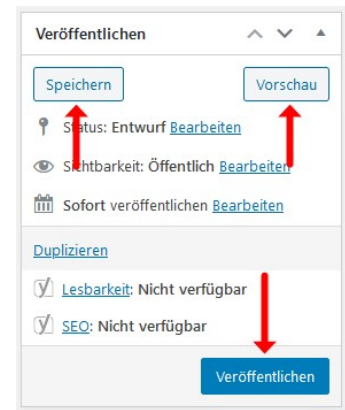 Veröffentlichen
Speichern Vorschau
Status: Entwurf Bearbeiten
Sichtbarkeit: Öffentlich Bearbeiten
Sofort veröffentlichen Bearbeiten
Duplizieren
Lesbarkeit: Nicht verfügbar
SEO: Nicht verfügbar
Veröffentlichen